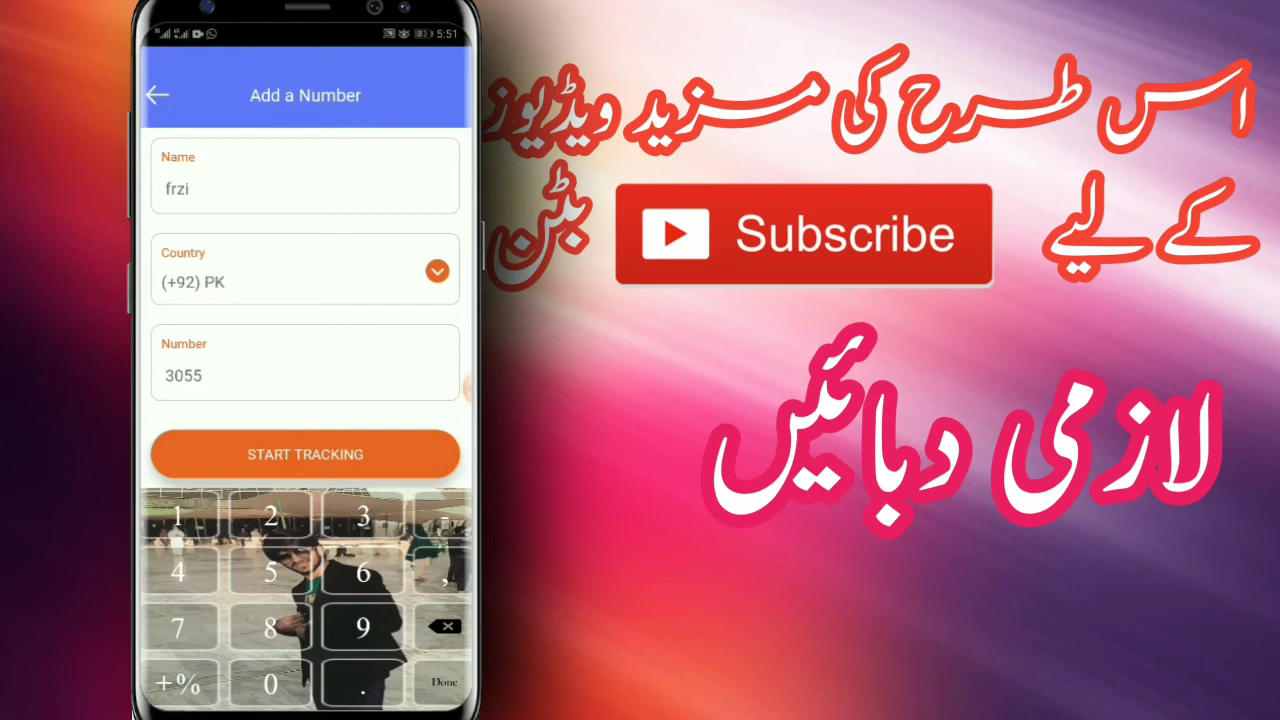 5:51
Add a Number
Name
frzi
Country
(+92) PK
Number
3055
START TRACKING
1 2 3 -
4 5 6 ,
7 8 9
+% 0 . Done
اس طرح کی مزید ویڈیوز
کے لیے Subscribe بٹن
لازمی دبائیں